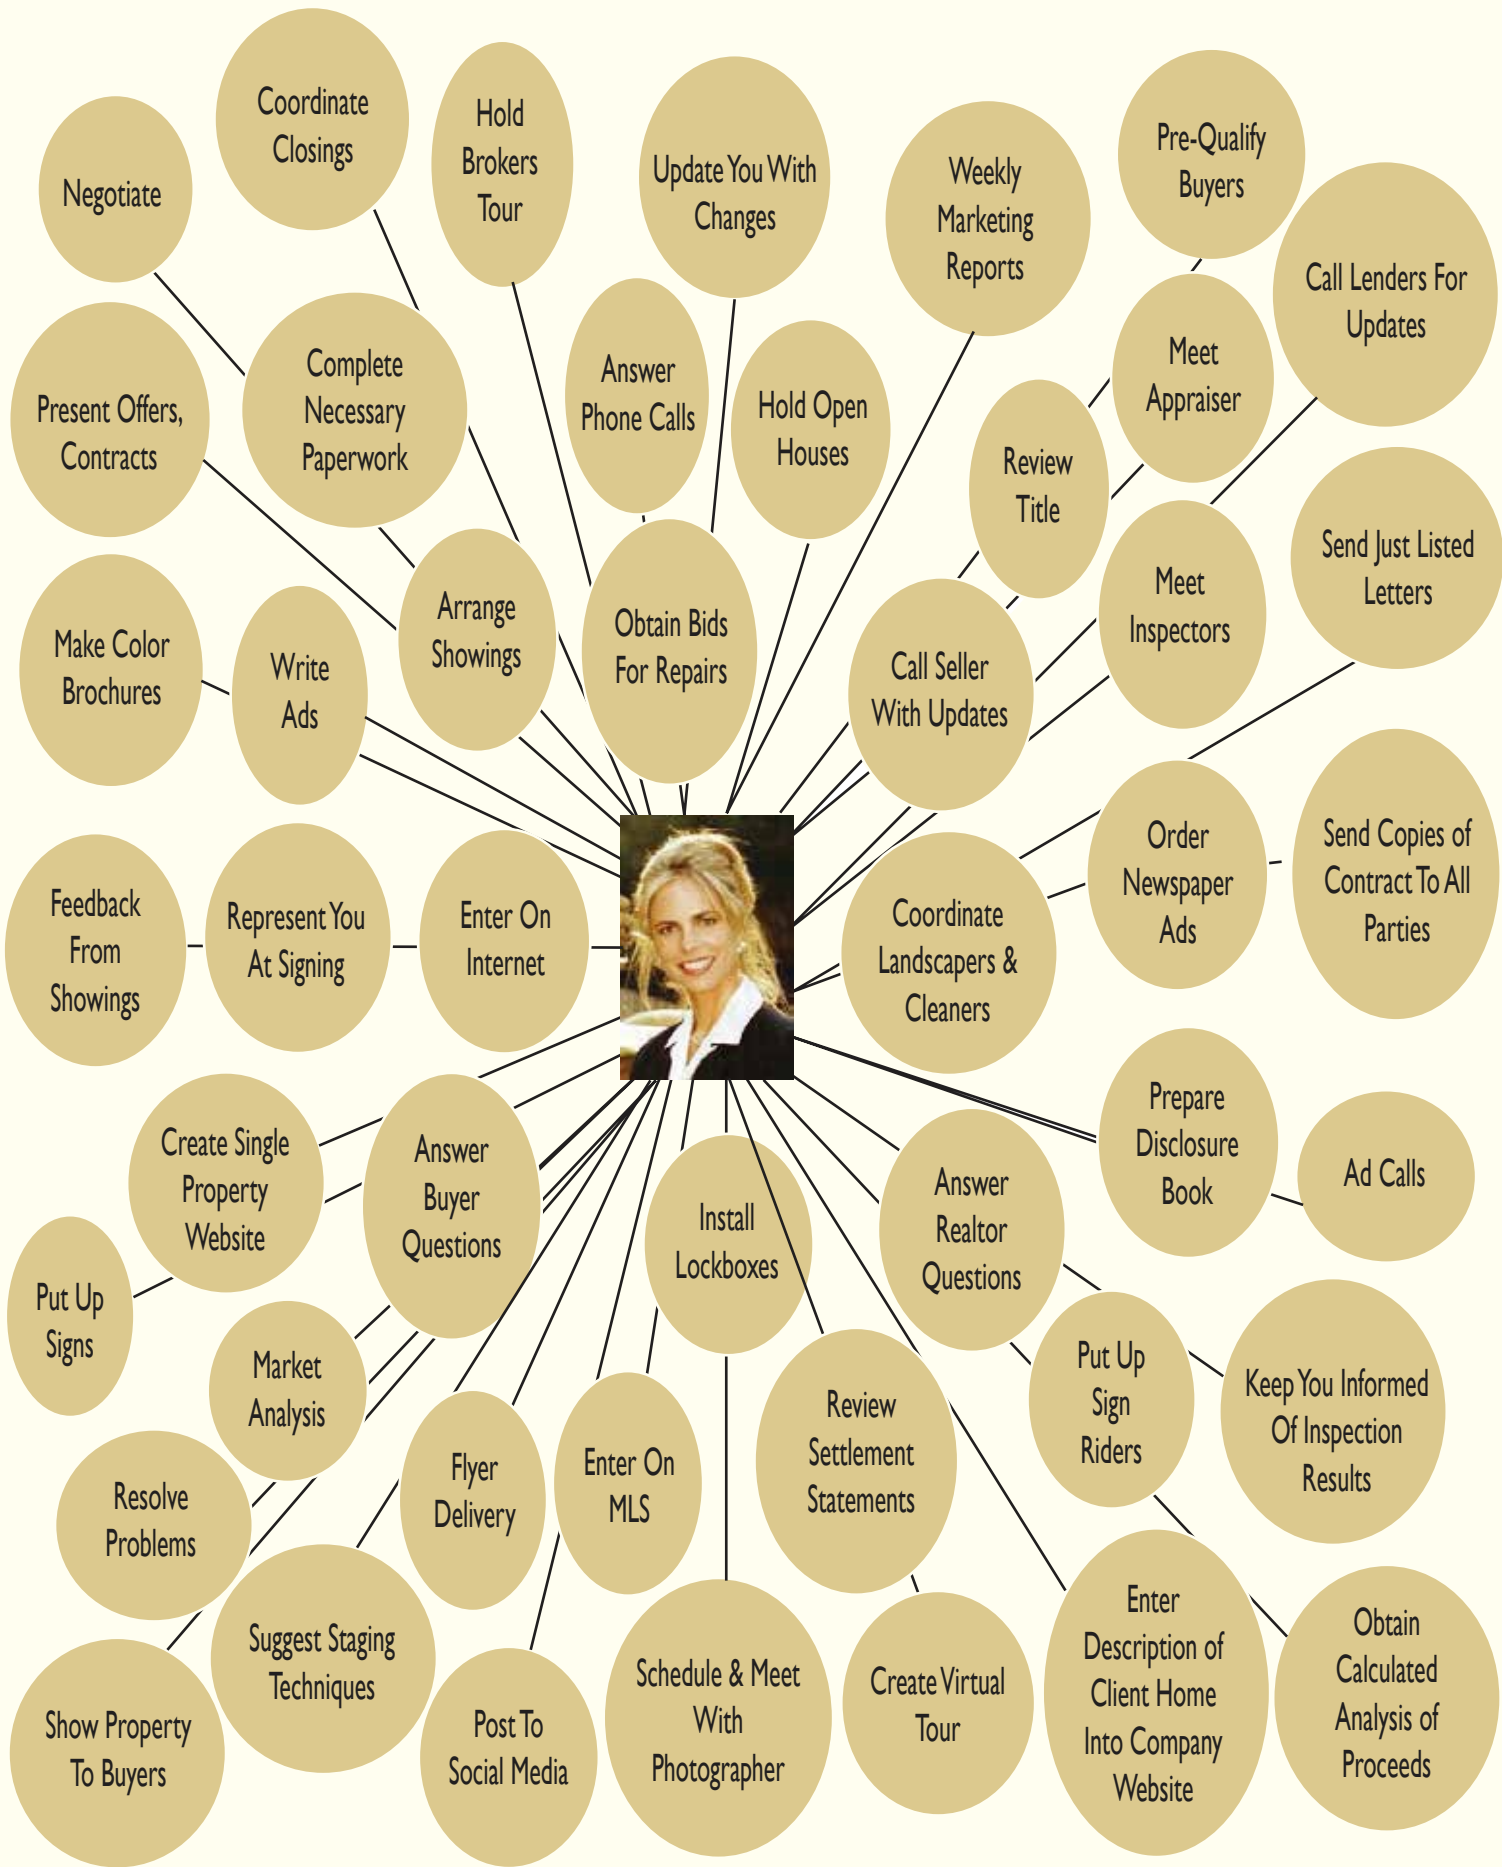 Coordinate
Closings
Hold
Brokers
Tour
Negotiate
Update You With
Changes
Weekly
Marketing
Reports
Pre-Qualify
Buyers
Call Lenders For
Updates
Present Offers,
Contracts
Complete
Necessary
Paperwork
Answer
Phone Calls
Hold Open
Houses
Review
Title
Meet
Appraiser
Send Just Listed
Letters
Make Color
Brochures
Write
Ads
Arrange
Showings
Obtain Bids
For Repairs
Call Seller
With Updates
Meet
Inspectors
Feedback
From
Showings
Represent You
At Signing
Enter On
Internet
Coordinate
Landscapers &
Cleaners
Order
Newspaper
Ads
Send Copies of
Contract To All
Parties
Create Single
Property
Website
Answer
Buyer
Questions
Install
Lockboxes
Answer
Realtor
Questions
Prepare
Disclosure
Book
Ad Calls
Put Up
Signs
Market
Analysis
Resolve
Problems
Flyer
Delivery
Enter On
MLS
Review
Settlement
Statements
Put Up
Sign
Riders
Keep You Informed
Of Inspection
Results
Show Property
To Buyers
Suggest Staging
Techniques
Post To
Social Media
Schedule & Meet
With
Photographer
Create Virtual
Tour
Enter
Description of
Client Home
Into Company
Website
Obtain
Calculated
Analysis of
Proceeds